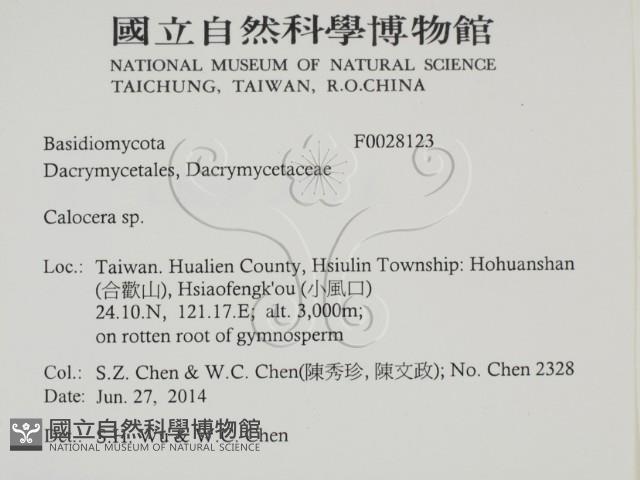 國立自然科學博物館
NATIONAL MUSEUM OF NATURAL SCIENCE
TAICHUNG, TAIWAN, R.O.CHINA
Basidiomycota F0028123
Dacrymycetales, Dacrymycetaceae
Calocera sp.
Loc.: Taiwan. Hualien County, Hsiulin Township: Hohuanshan
(合歡山), Hsiaofengk'ou (小風口)
24.10.N, 121.17.E; alt. 3,000m;
on rotten root of gymnosperm
Col.: S.Z. Chen & W.C. Chen(陳秀珍, 陳文政); No. Chen 2328
Date: Jun. 27, 2014
Det.: S.H. Wu & W.C. Chen
國立自然科學博物館
NATIONAL MUSEUM OF NATURAL SCIENCE